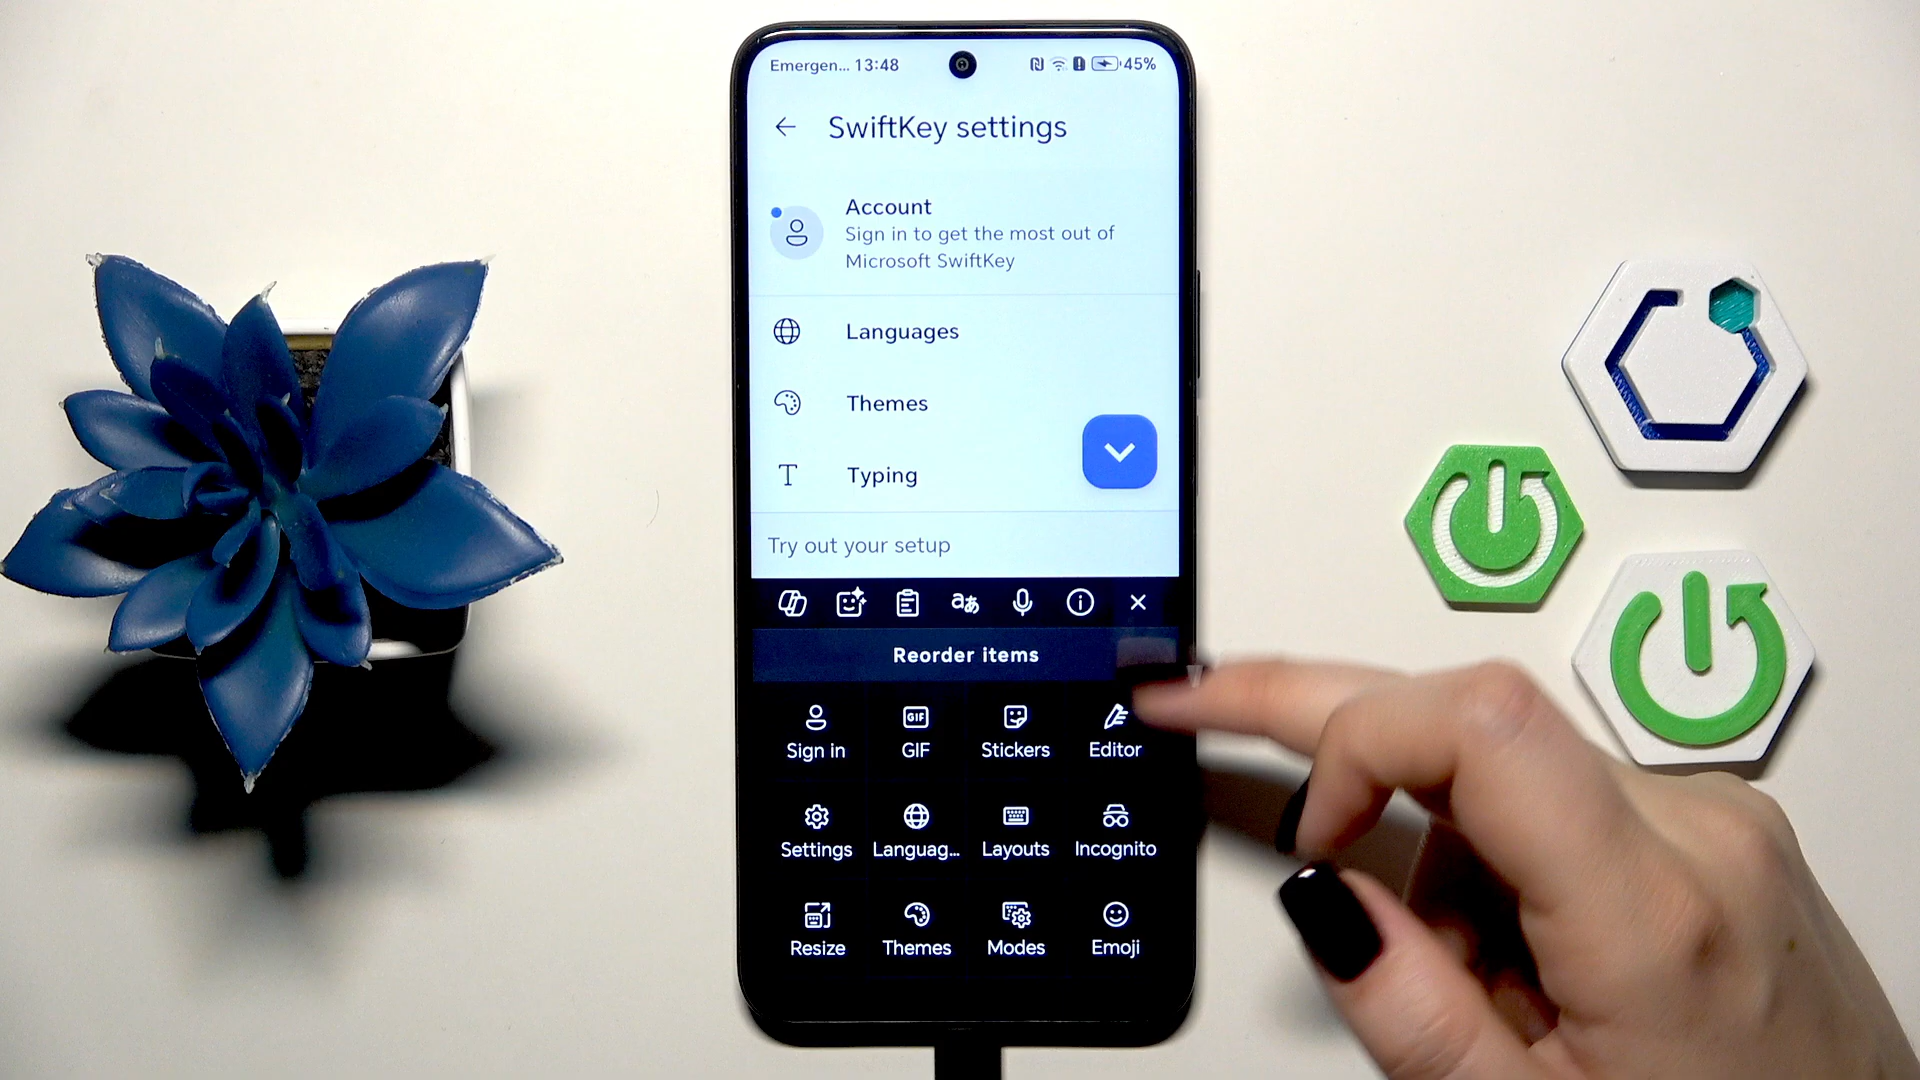 Emergen... 13:48
45%
SwiftKey settings
Account
Sign in to get the most out of
Microsoft SwiftKey
Languages
Themes
Typing
Try out your setup
Reorder items
Sign in
GIF
GIF
Stickers
Editor
Settings
Languag...
Layouts
Incognito
Resize
Themes
Modes
Emoji